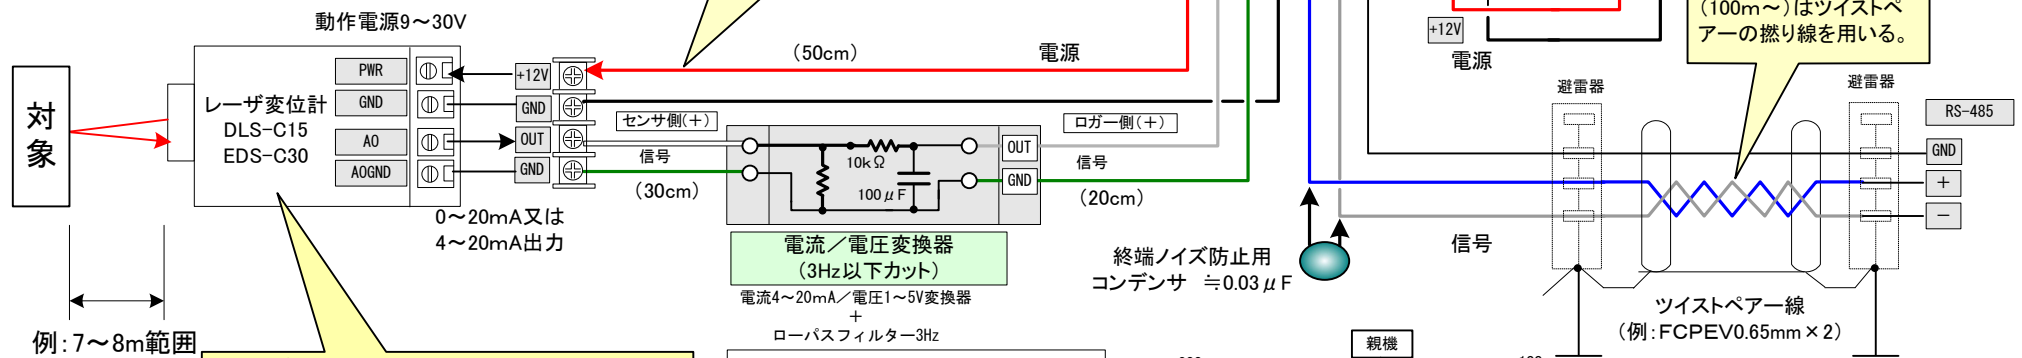 動作電源9～30V
対象
レーザ変位計
DLS-C15
EDS-C30
PWR
GND
AO
AOGND
+12V
GND
OUT
GND
0～20mA又は
4～20mA出力
例：7～8m範囲
(50cm)
電源
センサ側(+)
信号
(30cm)
10kΩ
100μF
OUT
GND
ロガー側(+)
信号
(20cm)
電流／電圧変換器
(3Hz以下カット)
電流4～20mA／電圧1～5V変換器
+
ローパスフィルター3Hz
終端ノイズ防止用
コンデンサ ≒0.03μF
+12V
電源
(100m～)はツイストペ
アーの撚り線を用いる。
避雷器
避雷器
RS-485
GND
+
－
信号
ツイストペアー線
(例：FCPEV0.65mm×2)
親機